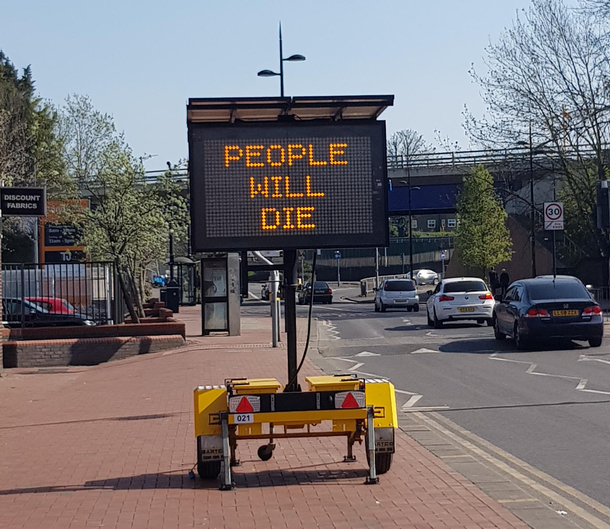 PEOPLE
WILL
DIE
DISCOUNT
FABRICS
30
021